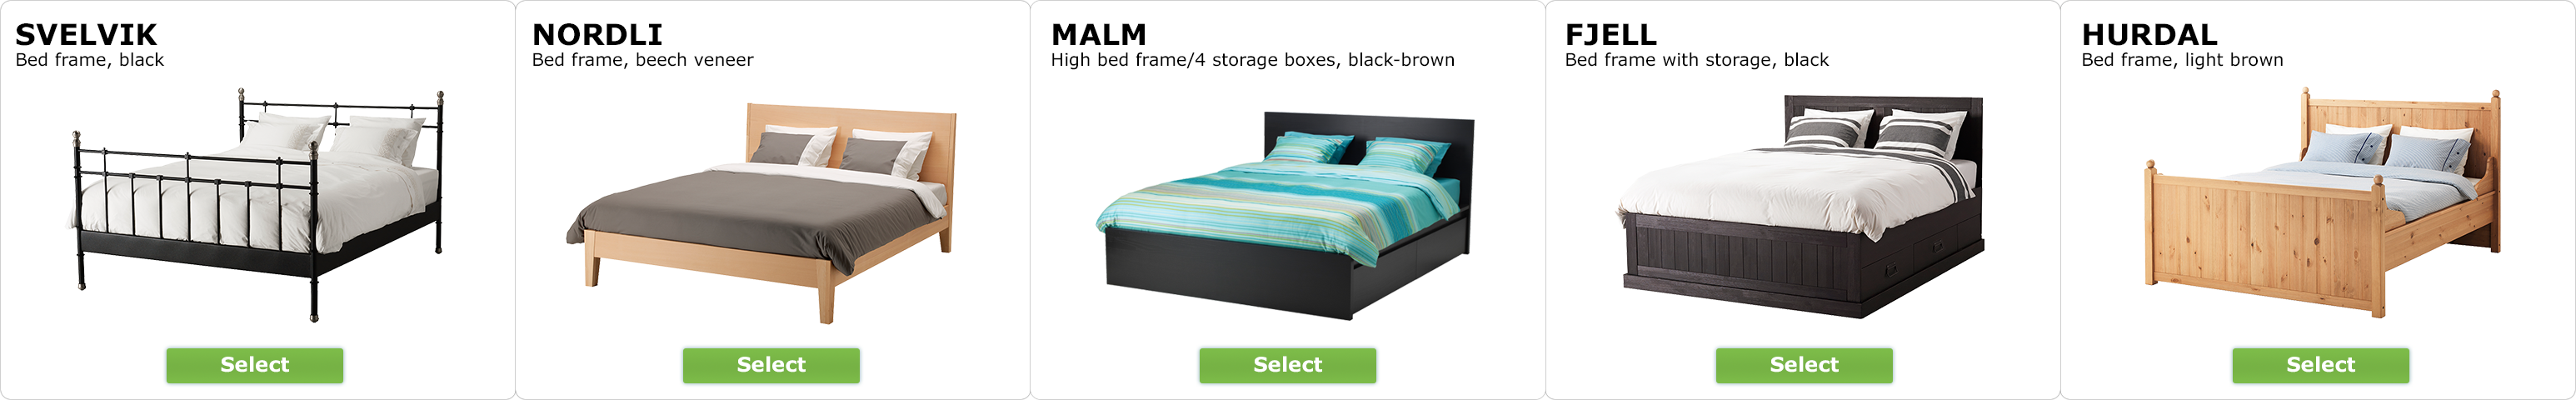 SVELVIK
Bed frame, black
Select
NORDLI
Bed frame, beech veneer
Select
MALM
High bed frame/4 storage boxes, black-brown
Select
FJELL
Bed frame with storage, black
Select
HURDAL
Bed frame, light brown
Select